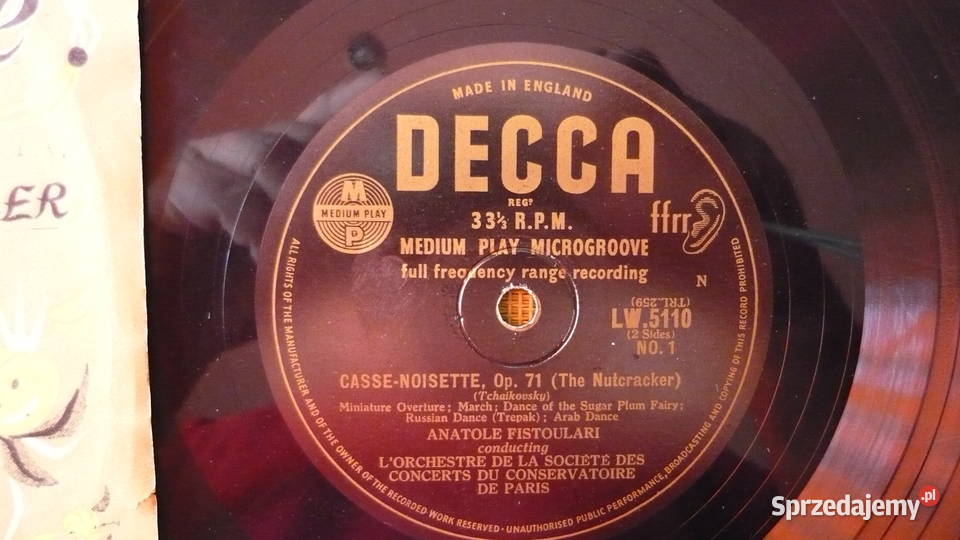 ER
MADE IN ENGLAND
DECCA
REGD
33⅓ R.P.M.
M
MEDIUM PLAY
P
ffrr
MEDIUM PLAY MICROGROOVE
full frequency range recording
N
(TRL.259)
LW.5110
(2 Sides)
NO. 1
CASSE-NOISETTE, Op. 71 (The Nutcracker)
(Tchaikovsky)
Miniature Overture; March; Dance of the Sugar Plum Fairy;
Russian Dance (Trepak); Arab Dance
ANATOLE FISTOULARI
conducting
L'ORCHESTRE DE LA SOCIÉTÉ DES
CONCERTS DU CONSERVATOIRE
DE PARIS
ALL RIGHTS OF THE MANUFACTURER AND OF THE OWNER OF THE RECORDED WORK RESERVED · UNAUTHORISED PUBLIC PERFORMANCE, BROADCASTING AND COPYING OF THIS RECORD PROHIBITED
Sprzedajemy.pl